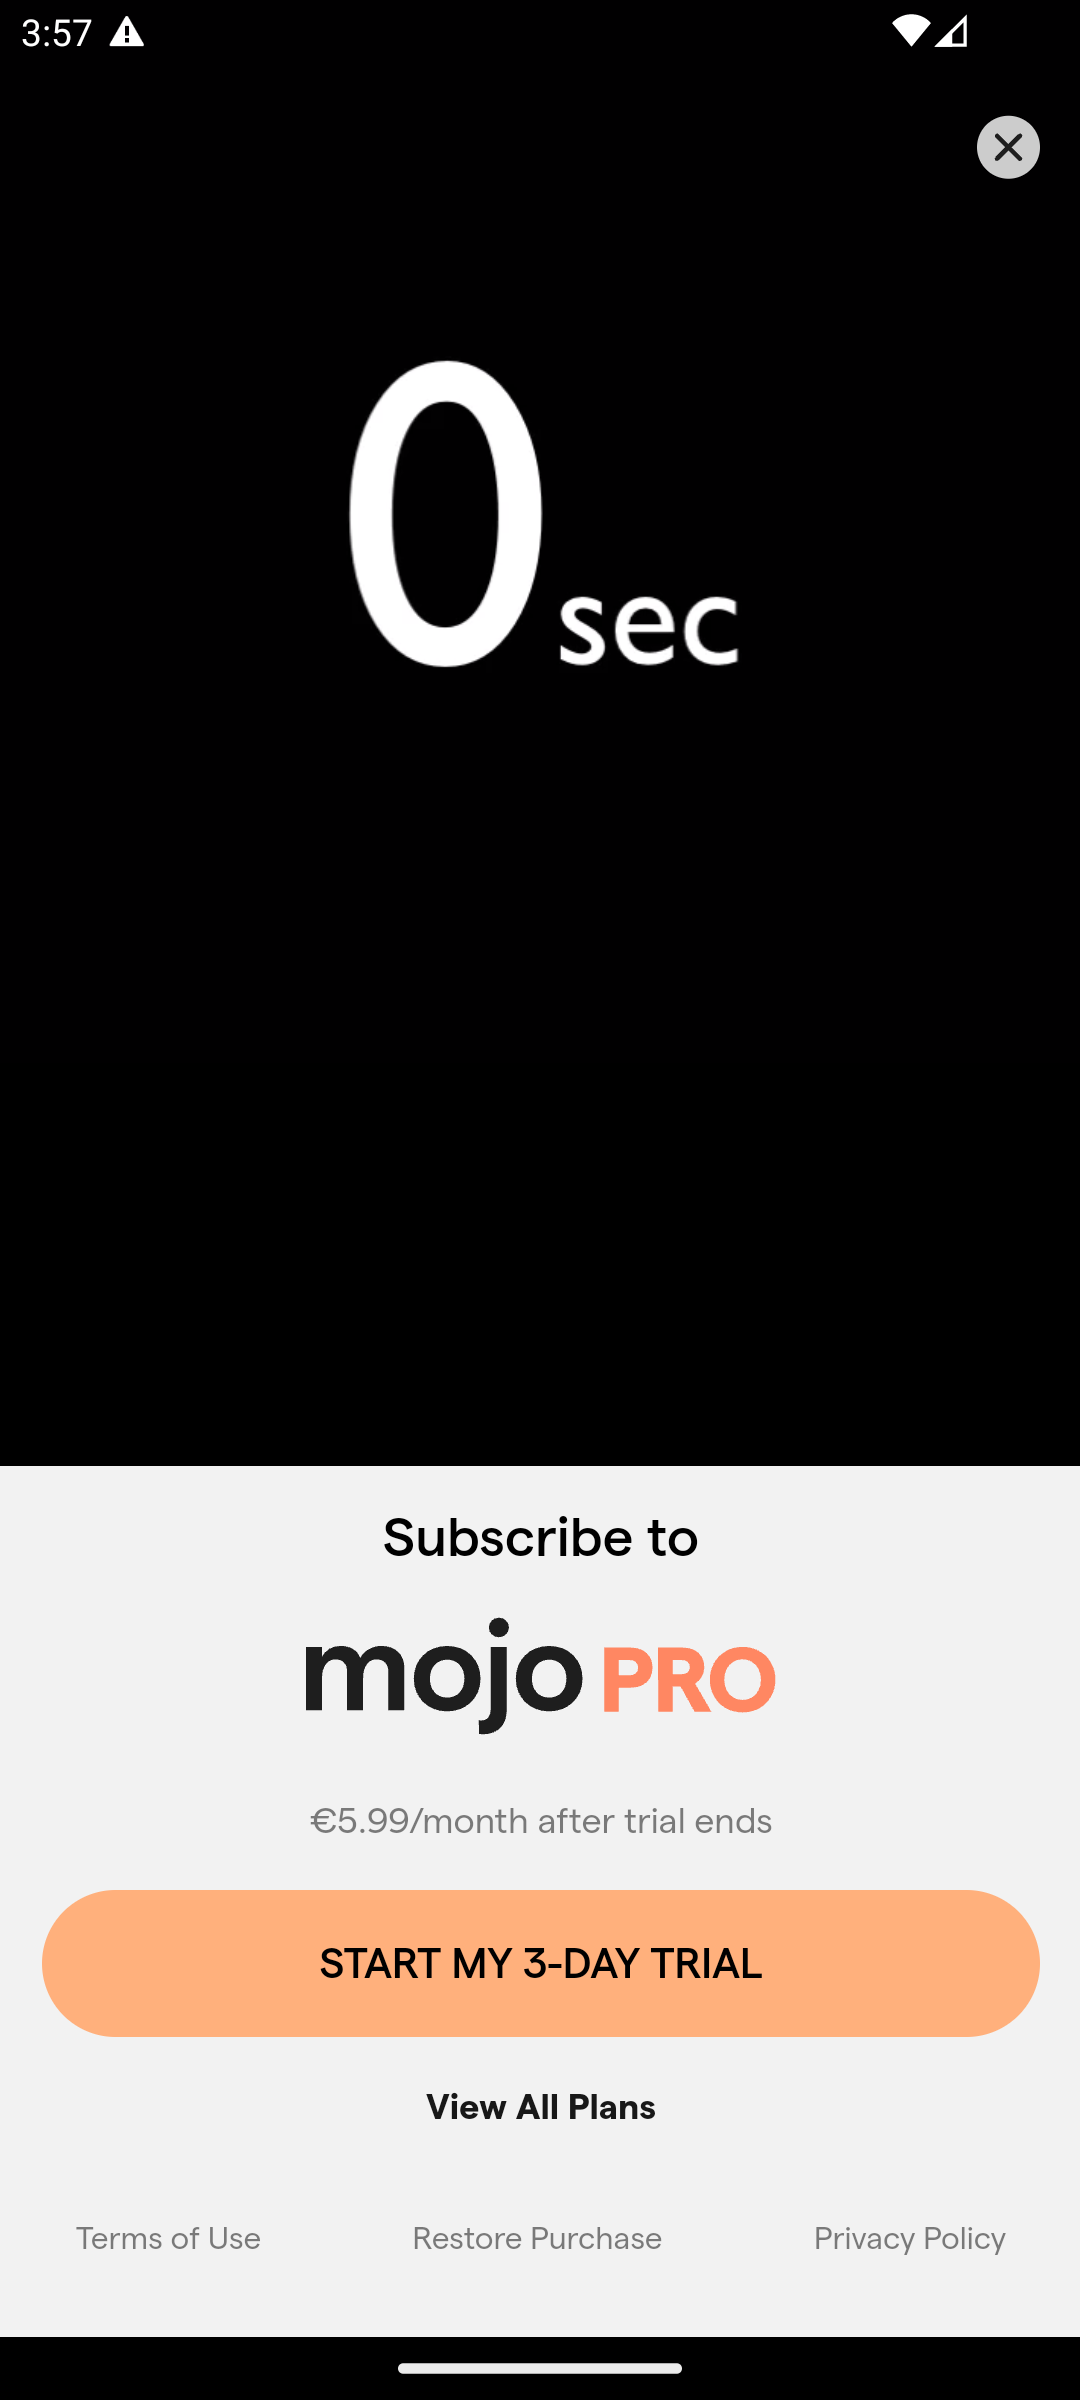 3:57
0 sec
Subscribe to
mojo PRO
€5.99/month after trial ends
START MY 3-DAY TRIAL
View All Plans
Terms of Use
Restore Purchase
Privacy Policy